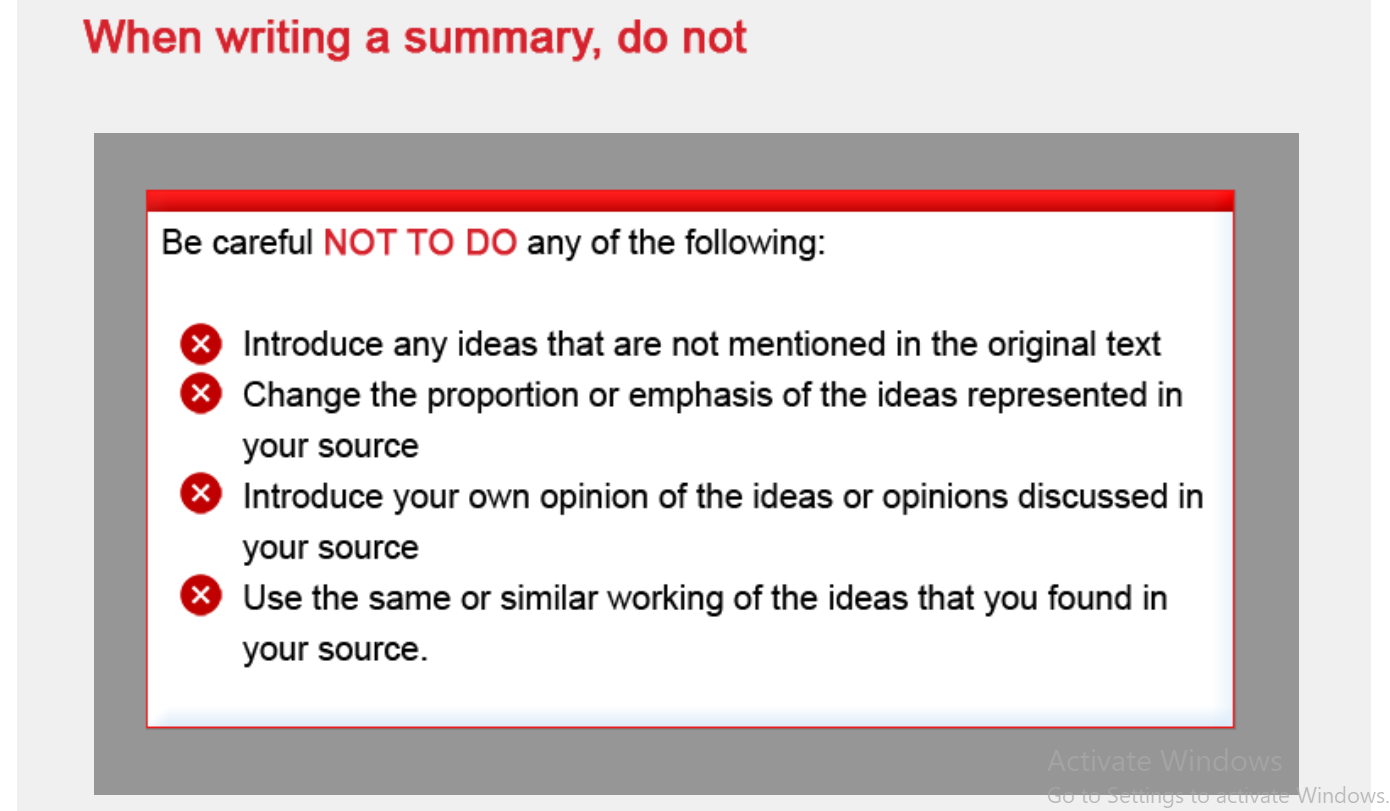 When writing a summary, do not
Be careful NOT TO DO any of the following:
Introduce any ideas that are not mentioned in the original text
Change the proportion or emphasis of the ideas represented in
your source
Introduce your own opinion of the ideas or opinions discussed in
your source
Use the same or similar working of the ideas that you found in
your source.
Activate Windows
Go to Settings to activate Windows.